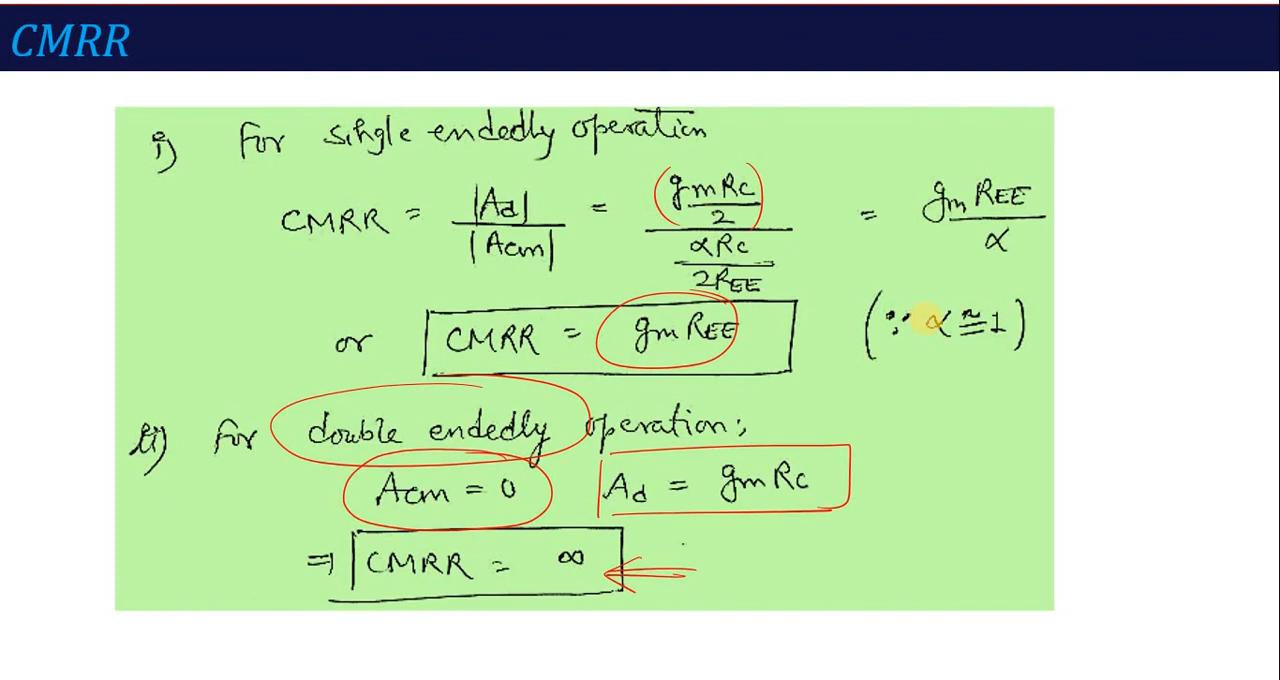 CMRR
i) For single endedly operation
CMRR = |Ad| / |Acm| = (gmRc / 2) / (αRc / 2REE) = gmREE / α
or CMRR = gmREE (∵ α ≅ 1)
ii) For double endedly operation;
Acm = 0 Ad = gmRc
⇒ CMRR = ∞